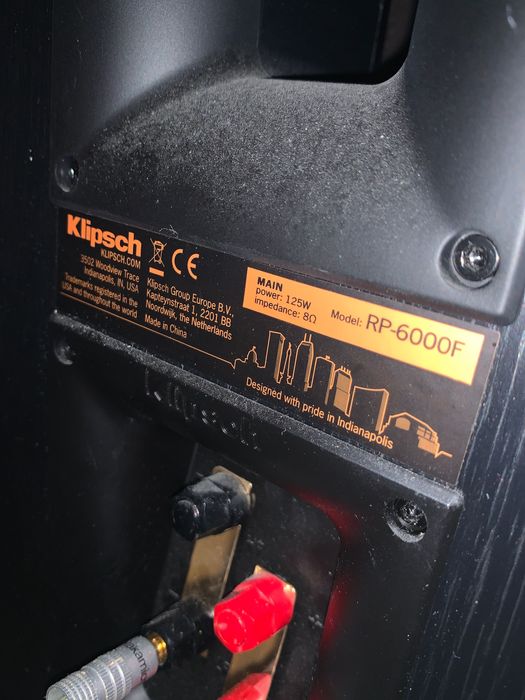 Klipsch
KLIPSCH.COM
3502 Woodview Trace
Indianapolis, IN, USA
Trademarks registered in the
USA and throughout the world
CE
Klipsch Group Europe B.V.,
Kapteynstraat 1, 2201 BB
Noordwijk, the Netherlands
Made in China
MAIN
power: 125W
impedance: 8Ω
Model: RP-6000F
Designed with pride in Indianapolis
Klipsch